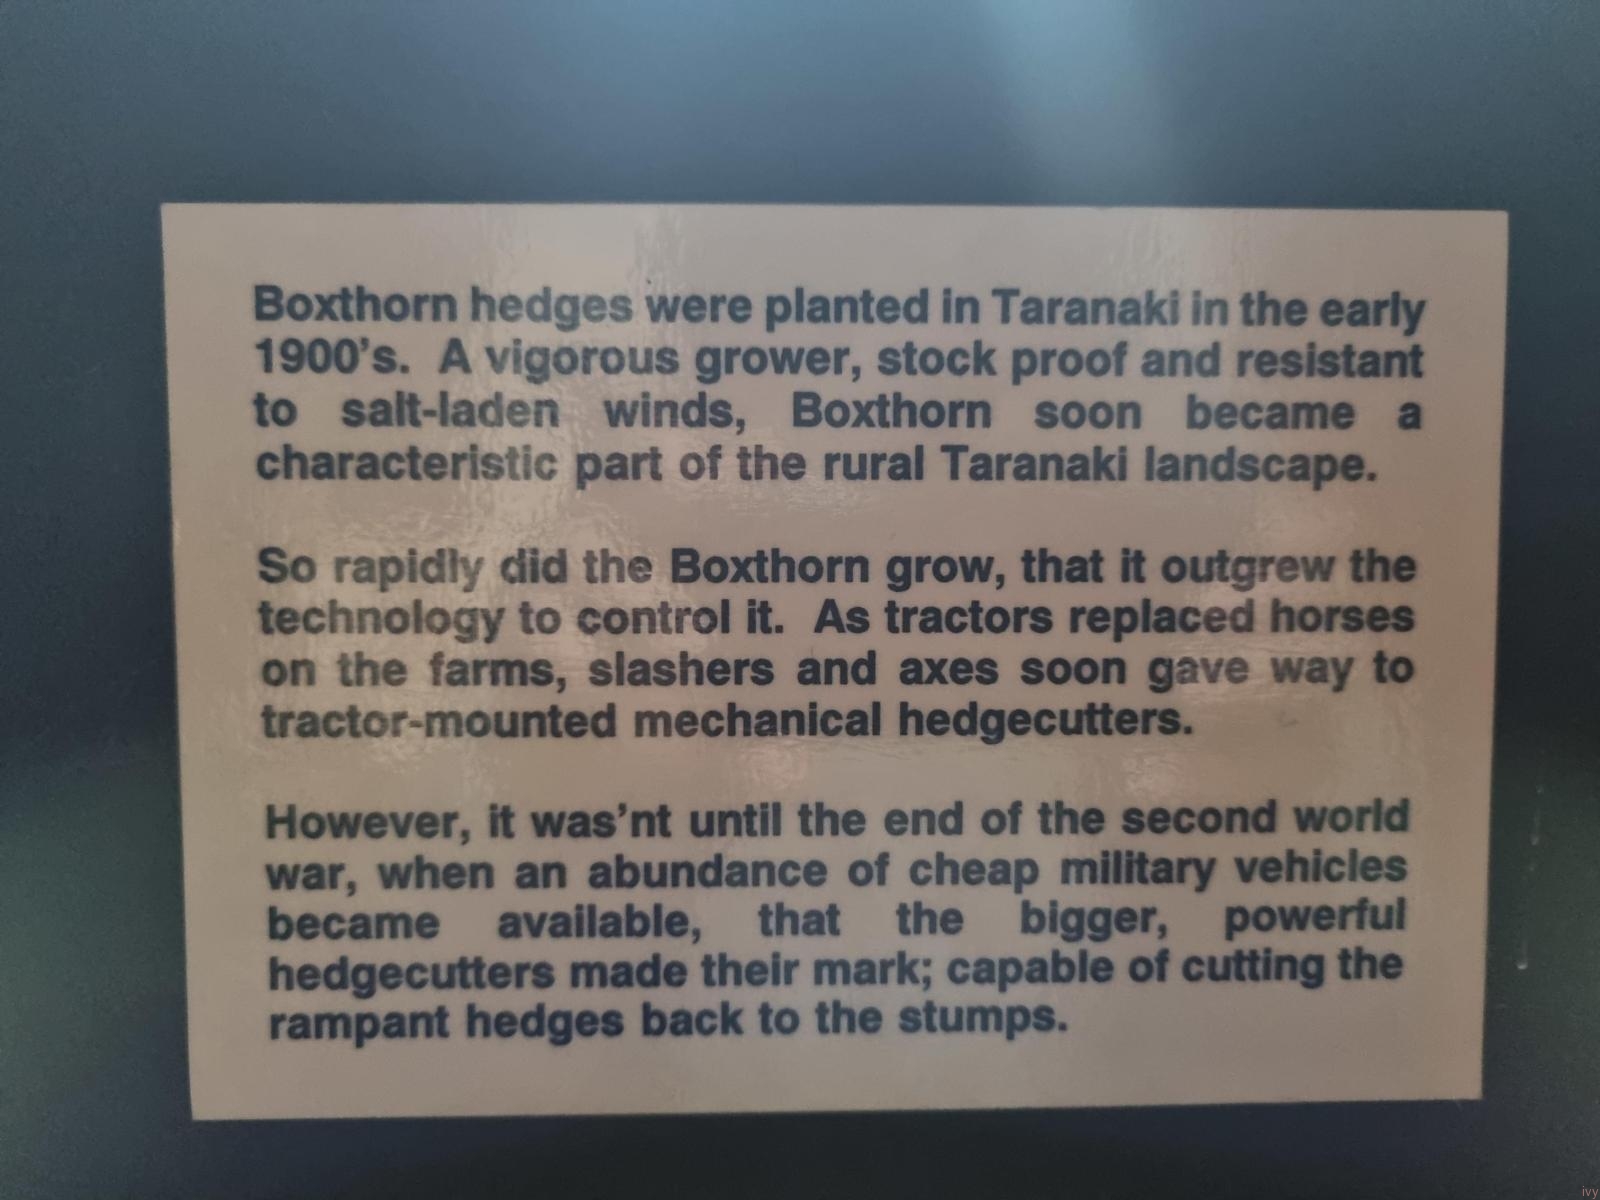 Boxthorn hedges were planted in Taranaki in the early
1900's. A vigorous grower, stock proof and resistant
to salt-laden winds, Boxthorn soon became a
characteristic part of the rural Taranaki landscape.
So rapidly did the Boxthorn grow, that it outgrew the
technology to control it. As tractors replaced horses
on the farms, slashers and axes soon gave way to
tractor-mounted mechanical hedgecutters.
However, it was'nt until the end of the second world
war, when an abundance of cheap military vehicles
became available, that the bigger, powerful
hedgecutters made their mark; capable of cutting the
rampant hedges back to the stumps.
ivy